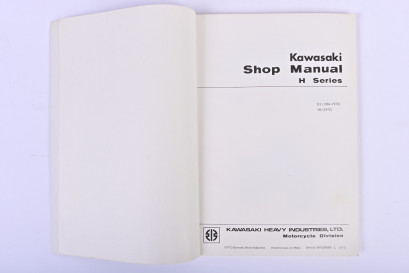 Kawasaki
Shop Manual
H Series
KAWASAKI HEAVY INDUSTRIES, LTD.
Motorcycle Division